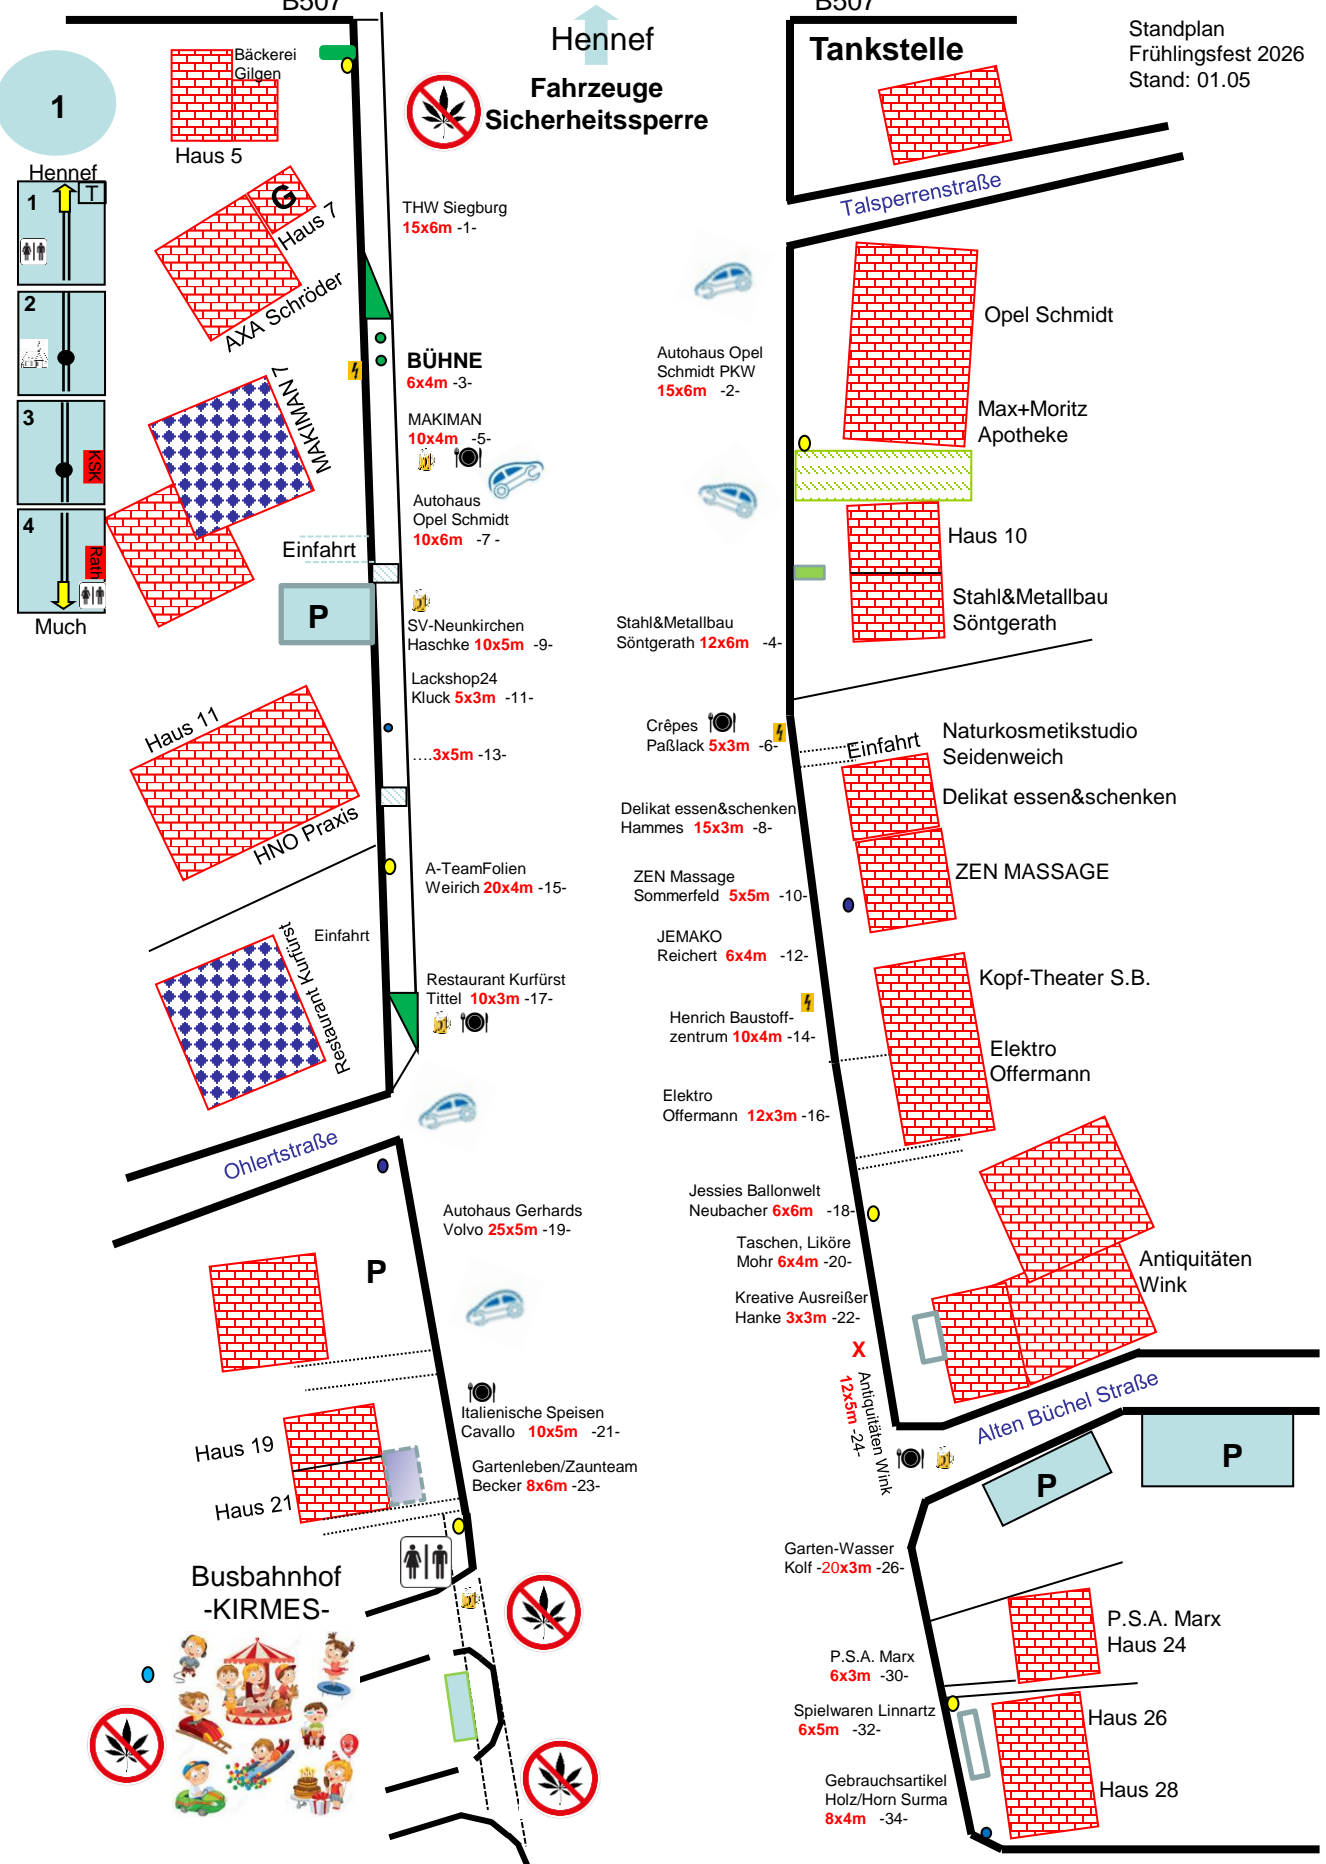 B507
B507
Hennef
Fahrzeuge
Sicherheitssperre
Tankstelle
Standplan
Frühlingsfest 2026
Stand: 01.05
1
Bäckerei
Gilgen
Haus 5
Hennef
1
T
2
3
KSK
4
Rath
Much
G
Haus 7
AXA Schröder
THW Siegburg
15x6m -1-
Talsperrenstraße
Opel Schmidt
Autohaus Opel
Schmidt PKW
15x6m -2-
BÜHNE
6x4m -3-
MAKIMAN 7
MAKIMAN
10x4m -5-
Max+Moritz
Apotheke
Autohaus
Opel Schmidt
10x6m -7 -
Einfahrt
P
Haus 10
Stahl&Metallbau
Söntgerath
SV-Neunkirchen
Haschke 10x5m -9-
Stahl&Metallbau
Söntgerath 12x6m -4-
Lackshop24
Kluck 5x3m -11-
Haus 11
HNO Praxis
....3x5m -13-
Crêpes
Paßlack 5x3m -6-
Einfahrt
Naturkosmetikstudio
Seidenweich
Delikat essen&schenken
Delikat essen&schenken
Hammes 15x3m -8-
ZEN MASSAGE
A-TeamFolien
Weirich 20x4m -15-
ZEN Massage
Sommerfeld 5x5m -10-
Einfahrt
Restaurant Kurfürst
JEMAKO
Reichert 6x4m -12-
Kopf-Theater S.B.
Restaurant Kurfürst
Tittel 10x3m -17-
Henrich Baustoff-
zentrum 10x4m -14-
Elektro
Offermann
Elektro
Offermann 12x3m -16-
Ohlertstraße
Autohaus Gerhards
Volvo 25x5m -19-
Jessies Ballonwelt
Neubacher 6x6m -18-
Taschen, Liköre
Mohr 6x4m -20-
P
Antiquitäten
Wink
Kreative Ausreißer
Hanke 3x3m -22-
X
Antiquitäten Wink
12x5m -24-
Alten Büchel Straße
Italienische Speisen
Cavallo 10x5m -21-
Haus 19
Haus 21
Gartenleben/Zaunteam
Becker 8x6m -23-
P
P
Garten-Wasser
Kolf -20x3m -26-
Busbahnhof
-KIRMES-
P.S.A. Marx
Haus 24
P.S.A. Marx
6x3m -30-
Spielwaren Linnartz
6x5m -32-
Haus 26
Gebrauchsartikel
Holz/Horn Surma
8x4m -34-
Haus 28